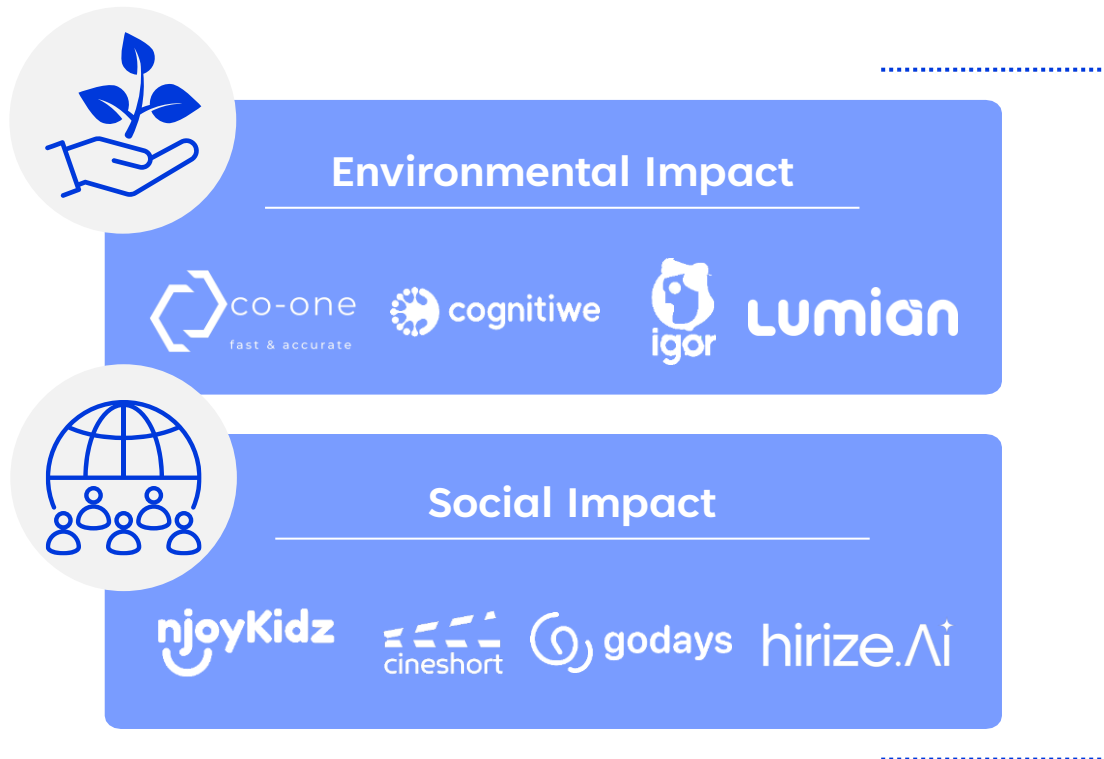 Environmental Impact
co-one
fast & accurate
cognitiwe
igor
Lumian
Social Impact
njoyKidz
cineshort
godays
hirize.Ai